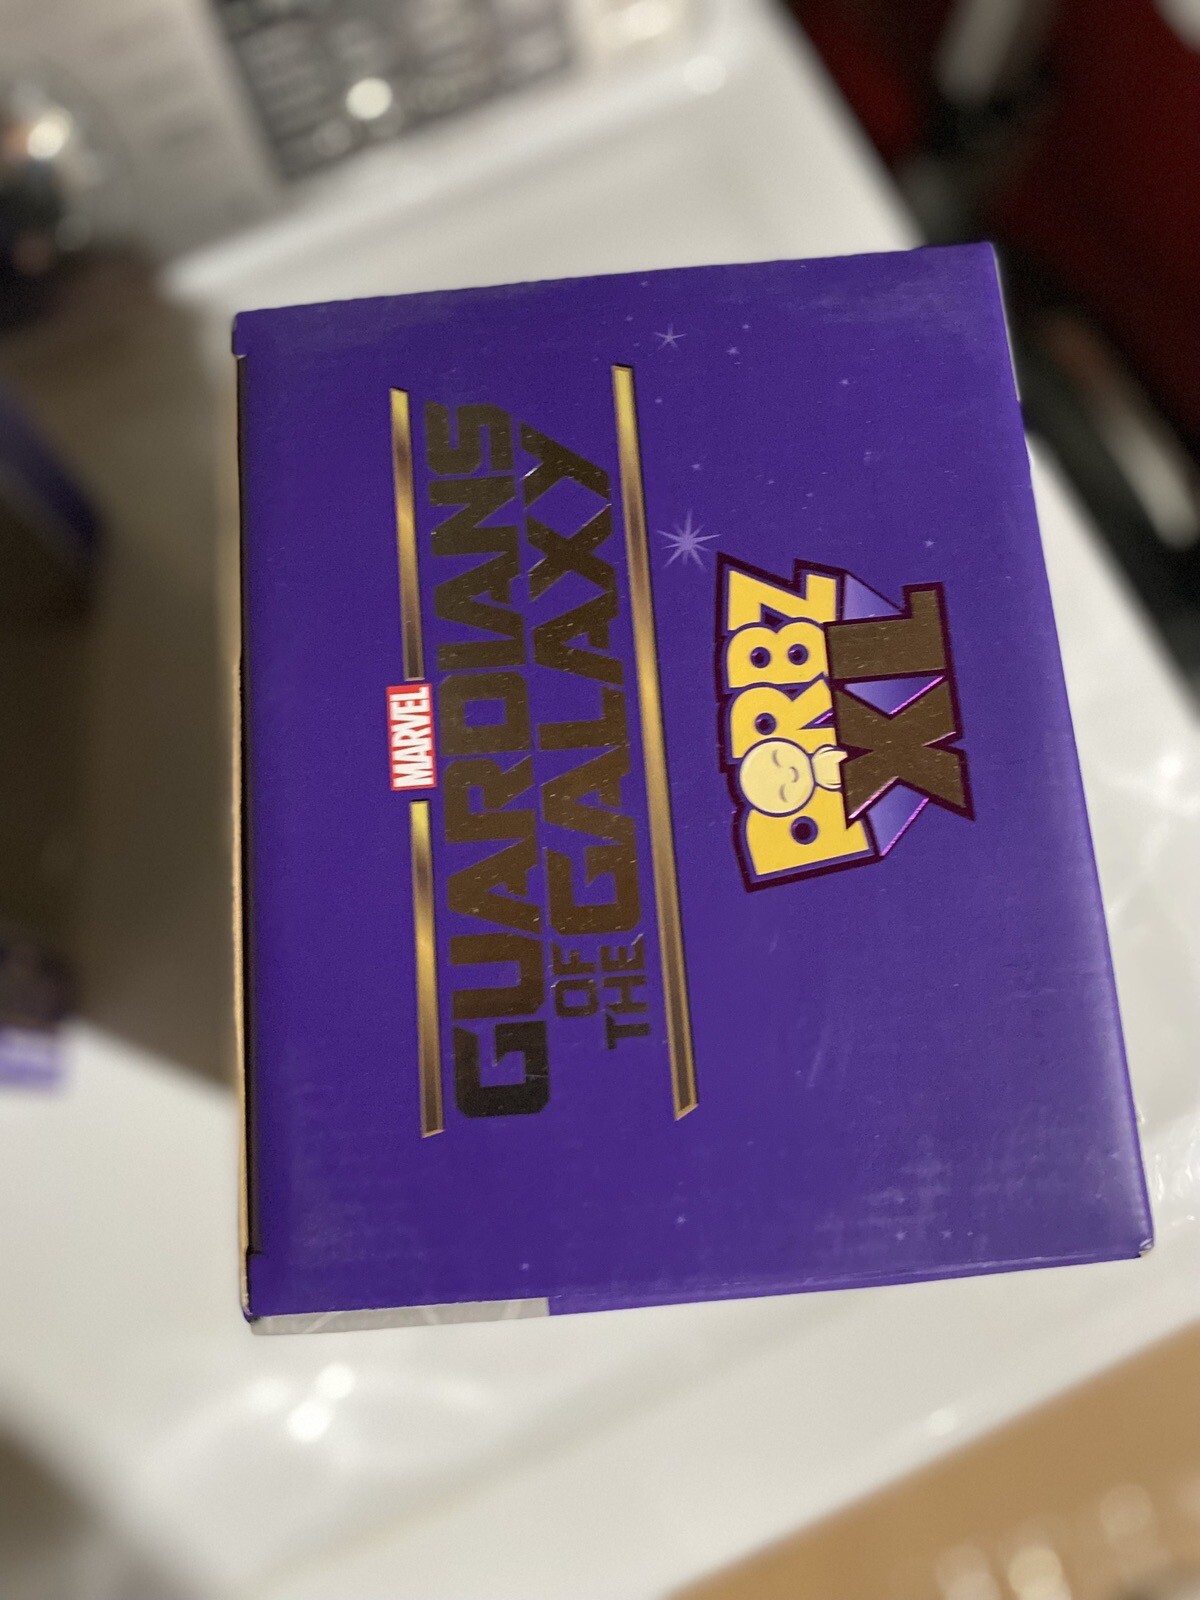 MARVEL
GUARDIANS
OF THE GALAXY
PORBZ
XL